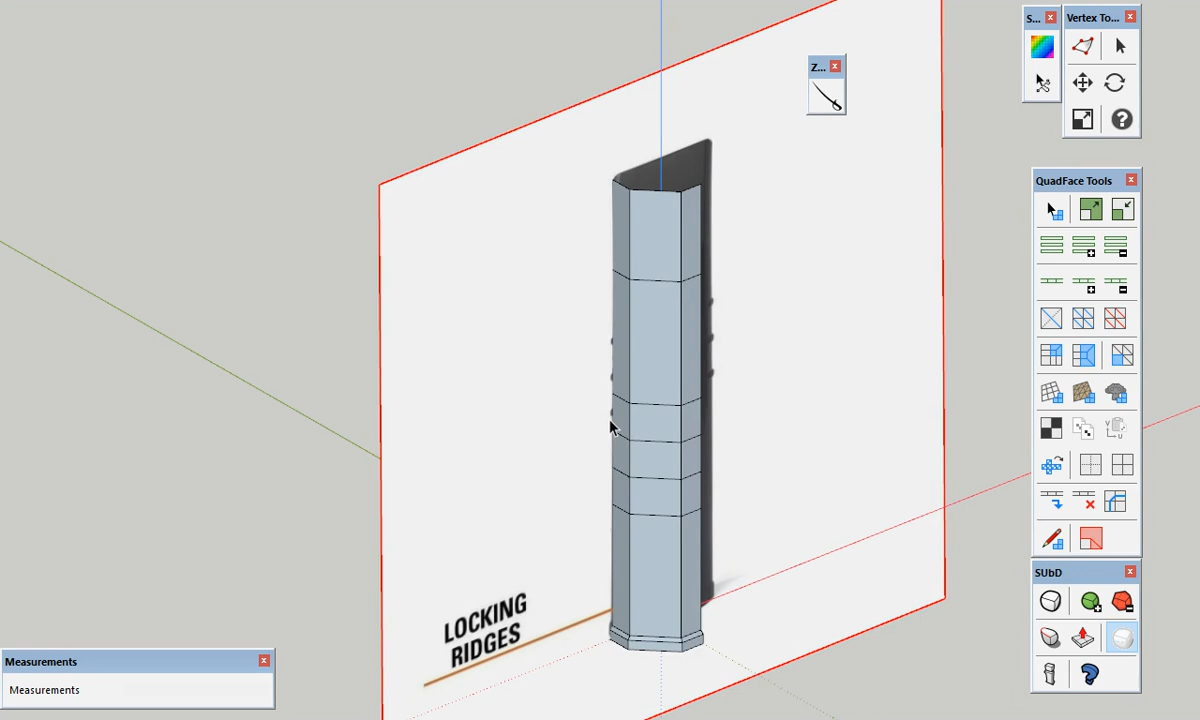 S...
Vertex To...
Z...
QuadFace Tools
SUbD
LOCKING
RIDGES
Measurements
Measurements